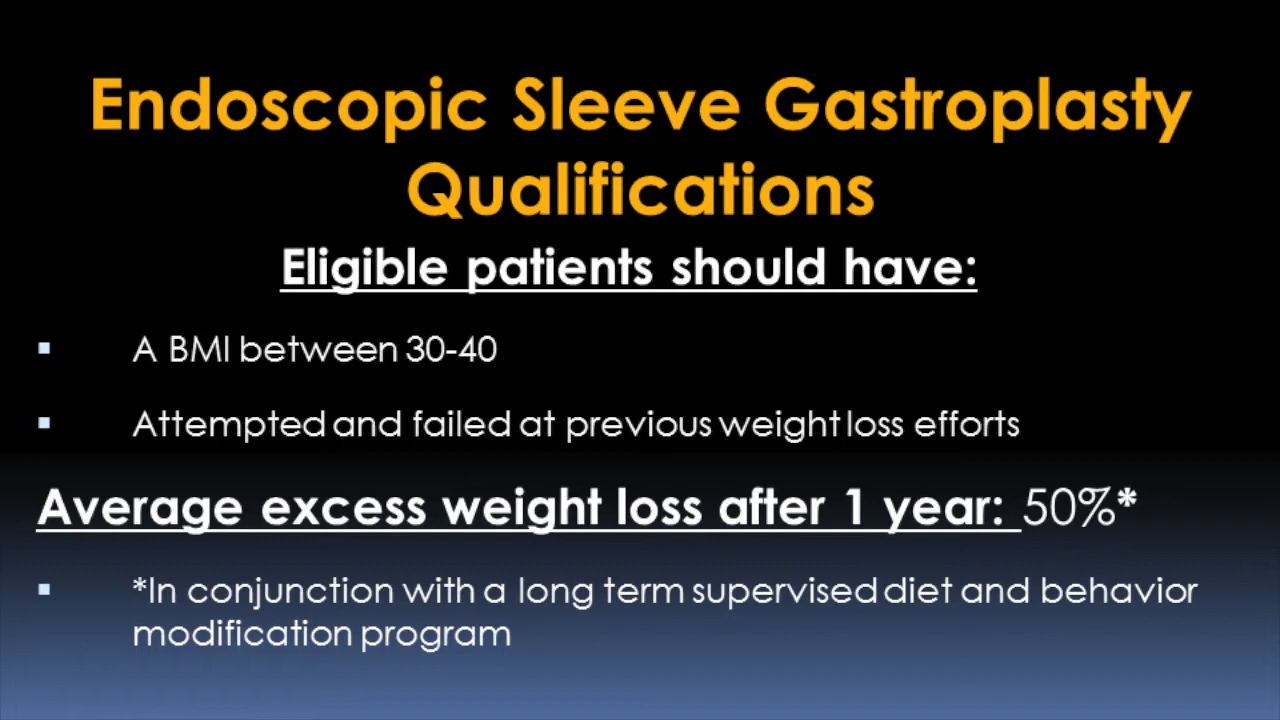 Endoscopic Sleeve Gastroplasty
Qualifications
Eligible patients should have:
▪ A BMI between 30-40
▪ Attempted and failed at previous weight loss efforts
Average excess weight loss after 1 year: 50%*
▪ *In conjunction with a long term supervised diet and behavior
modification program